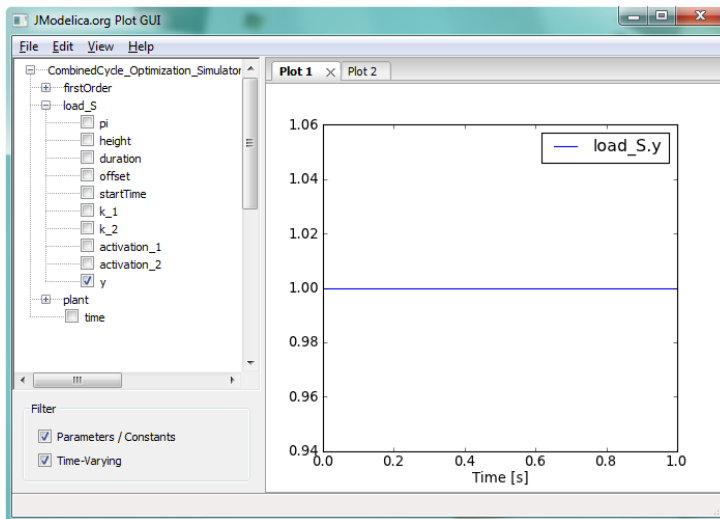 JModelica.org Plot GUI
File Edit View Help
CombinedCycle_Optimization_Simulator
firstOrder
load_S
pi
height
duration
offset
startTime
k_1
k_2
activation_1
activation_2
y
plant
time
Filter
Parameters / Constants
Time-Varying
Plot 1 Plot 2
1.06
load_S.y
1.04
1.02
1.00
0.98
0.96
0.94
0.0 0.2 0.4 0.6 0.8 1.0
Time [s]